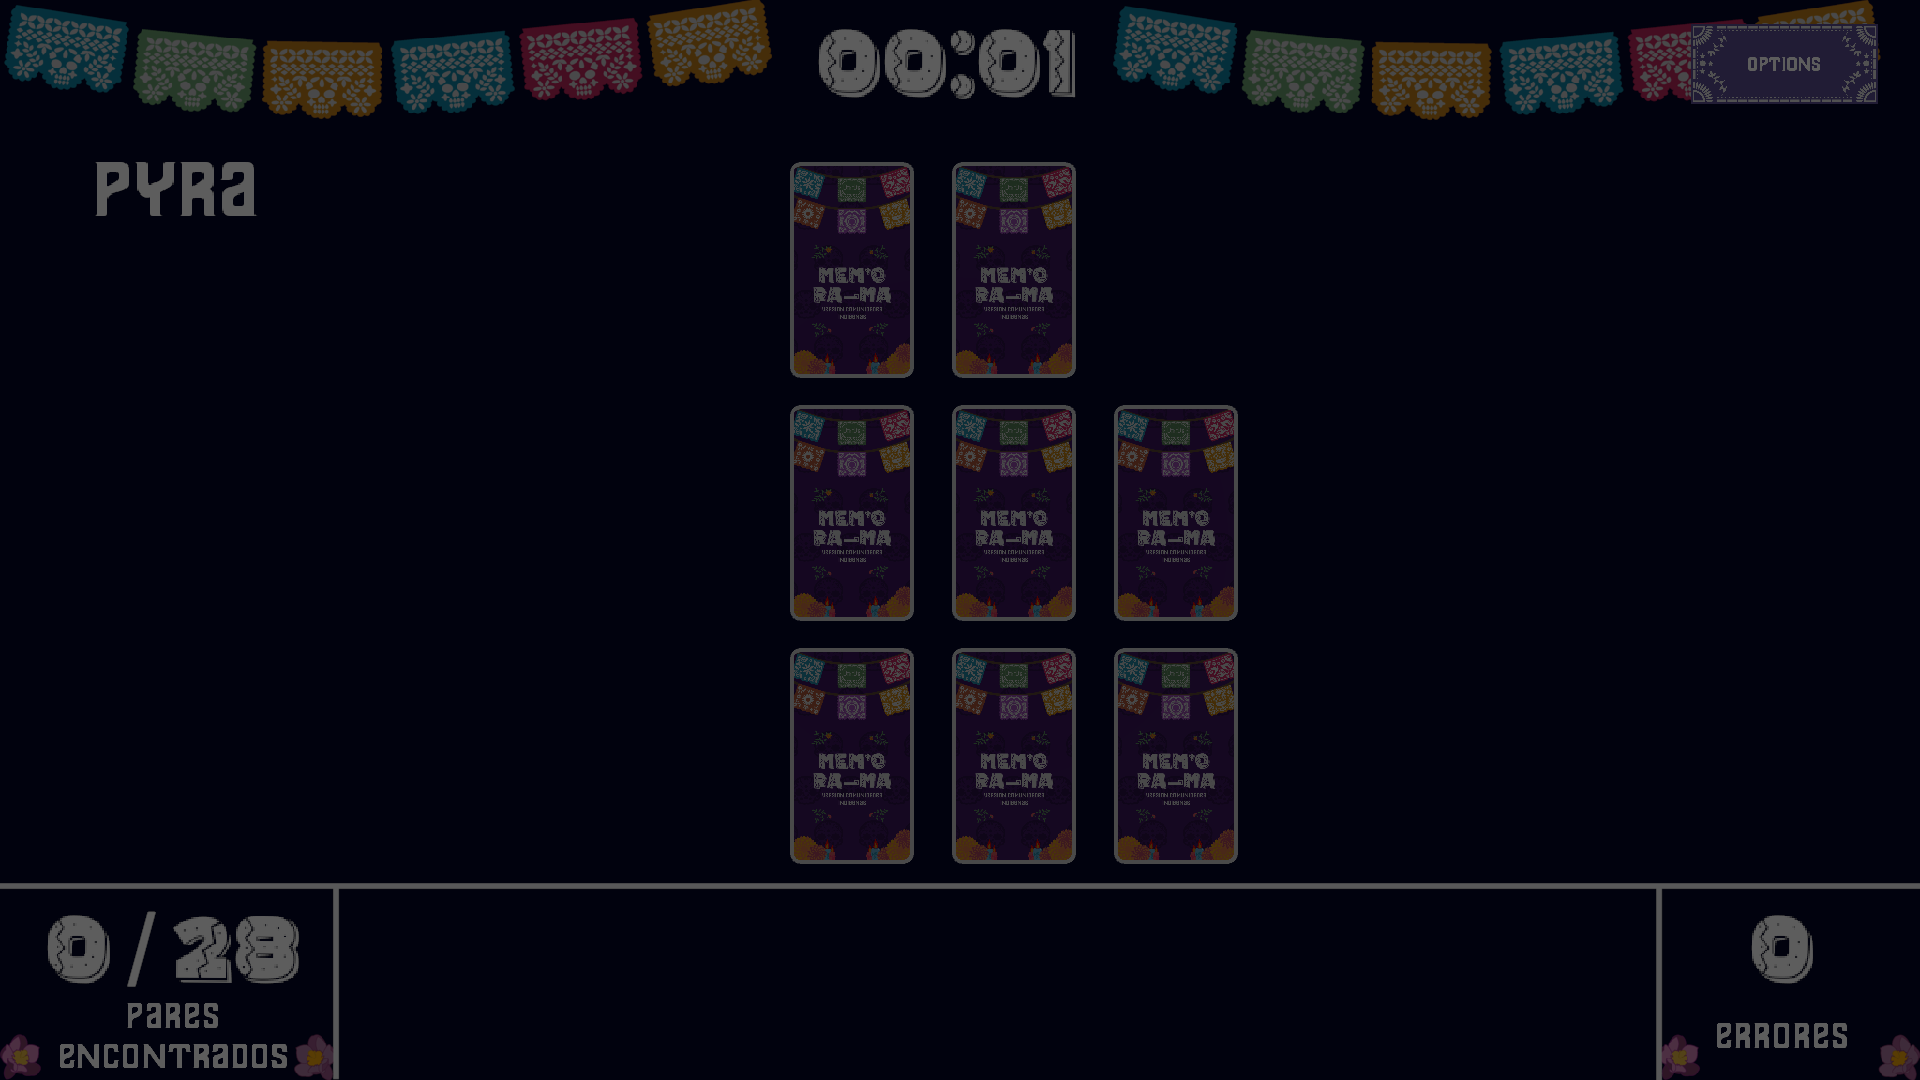 00:01
OPTIONS
PYRa
MEM'O
RA-MA
MEM'O
RA-MA
MEM'O
RA-MA
MEM'O
RA-MA
MEM'O
RA-MA
MEM'O
RA-MA
MEM'O
RA-MA
MEM'O
RA-MA
0/28
PaRes
eNCONTRaDOS
0
eRRORes